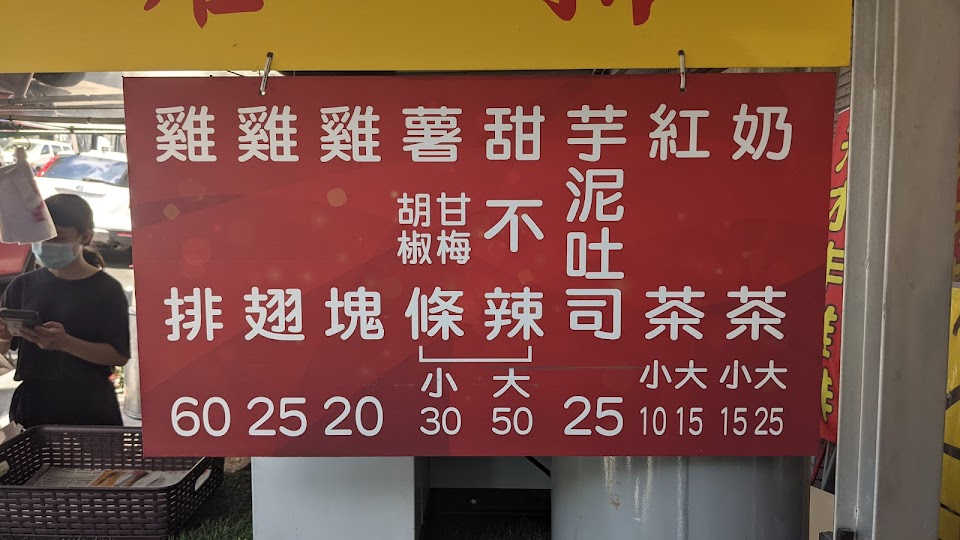 雞排 60
雞翅 25
雞塊 20
薯條 胡椒 甘梅
甜不辣
小 30
大 50
芋泥吐司 25
紅茶 小 10 大 15
奶茶 小 15 大 25